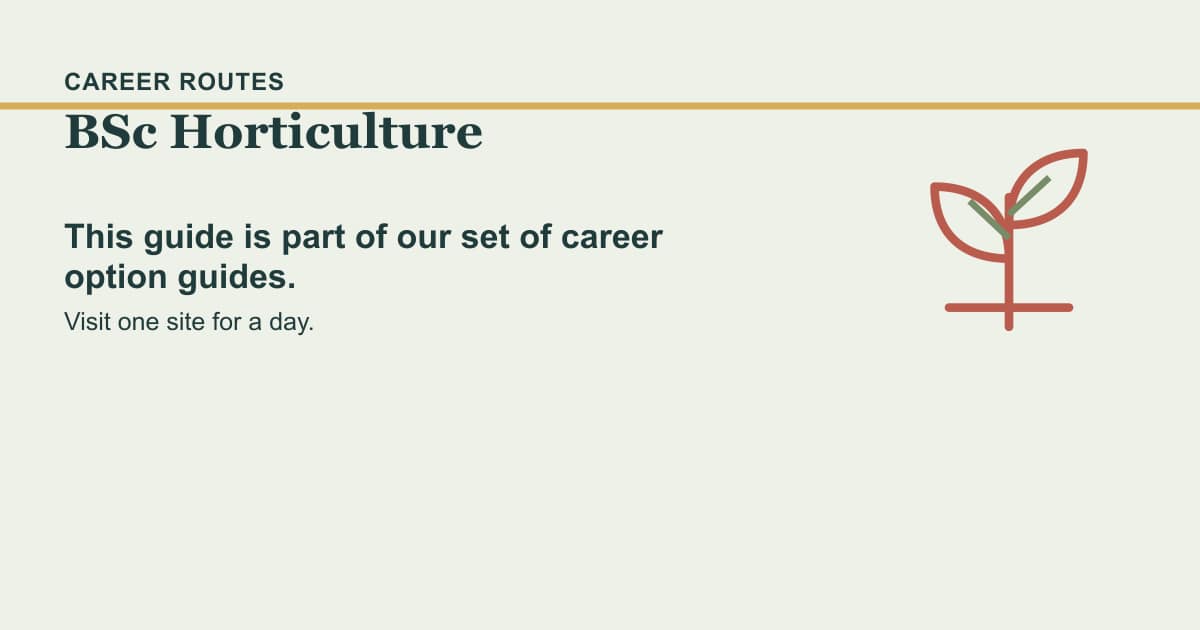 CAREER ROUTES
BSc Horticulture
This guide is part of our set of career
option guides.
Visit one site for a day.